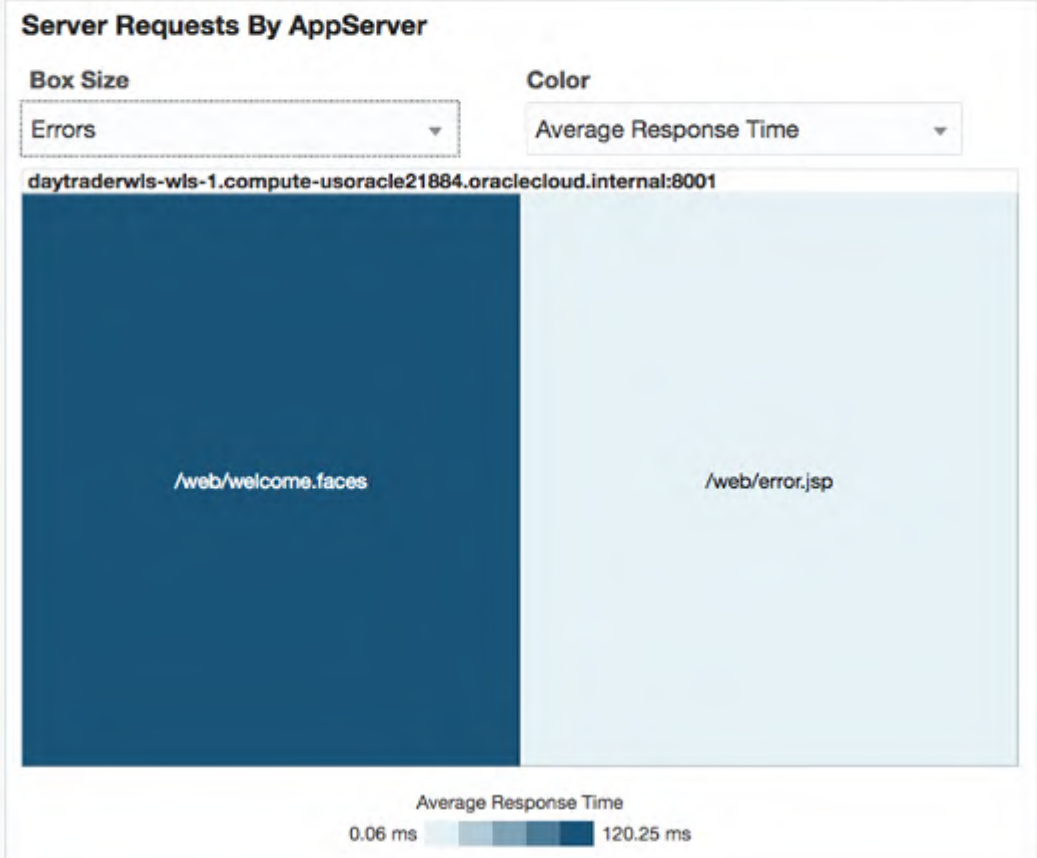 Server Requests By AppServer
Box Size
Color
Errors
Average Response Time
daytraderwls-wls-1.compute-usoracle21884.oraclecloud.internal:8001
/web/welcome.faces
/web/error.jsp
Average Response Time
0.06 ms
120.25 ms